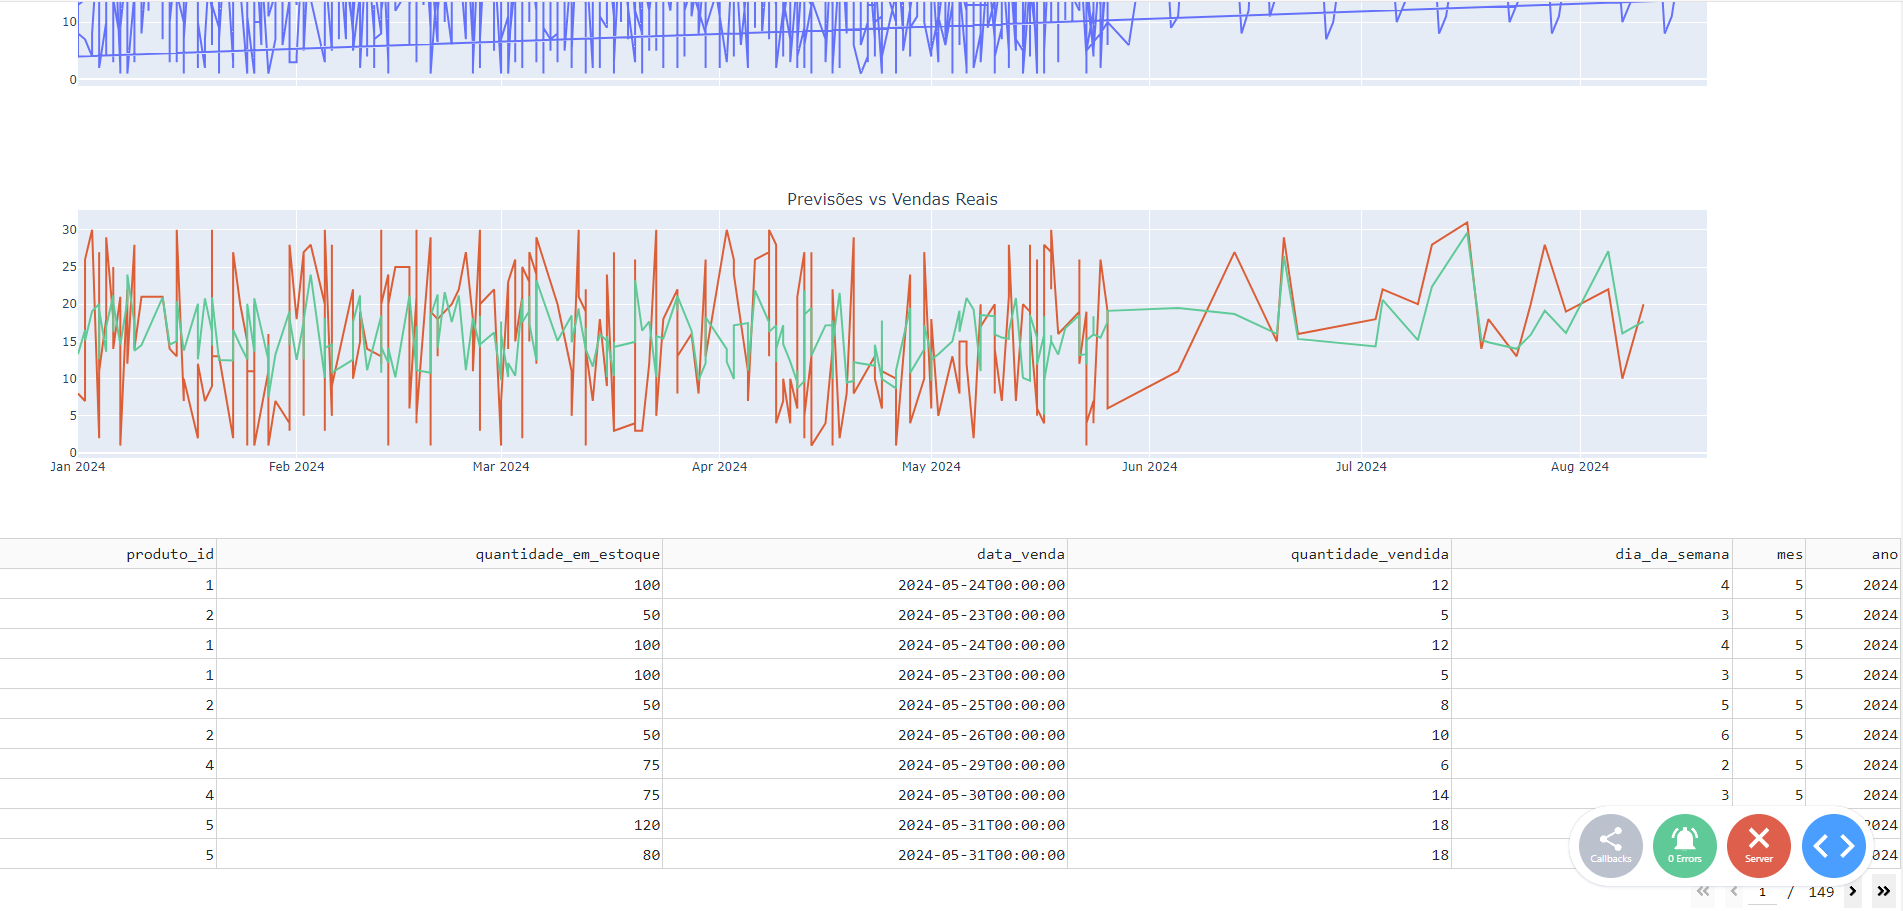 10
0
Previsões vs Vendas Reais
30
25
20
15
10
5
0
Jan 2024 Feb 2024 Mar 2024 Apr 2024 May 2024 Jun 2024 Jul 2024 Aug 2024
produto_id quantidade_em_estoque data_venda quantidade_vendida dia_da_semana mes ano
1 100 2024-05-24T00:00:00 12 4 5 2024
2 50 2024-05-23T00:00:00 5 3 5 2024
1 100 2024-05-24T00:00:00 12 4 5 2024
1 100 2024-05-23T00:00:00 5 3 5 2024
2 50 2024-05-25T00:00:00 8 5 5 2024
2 50 2024-05-26T00:00:00 10 6 5 2024
4 75 2024-05-29T00:00:00 6 2 5 2024
4 75 2024-05-30T00:00:00 14 3 5 2024
5 120 2024-05-31T00:00:00 18 024
5 80 2024-05-31T00:00:00 18 024
Callbacks 0 Errors Server
1 / 149